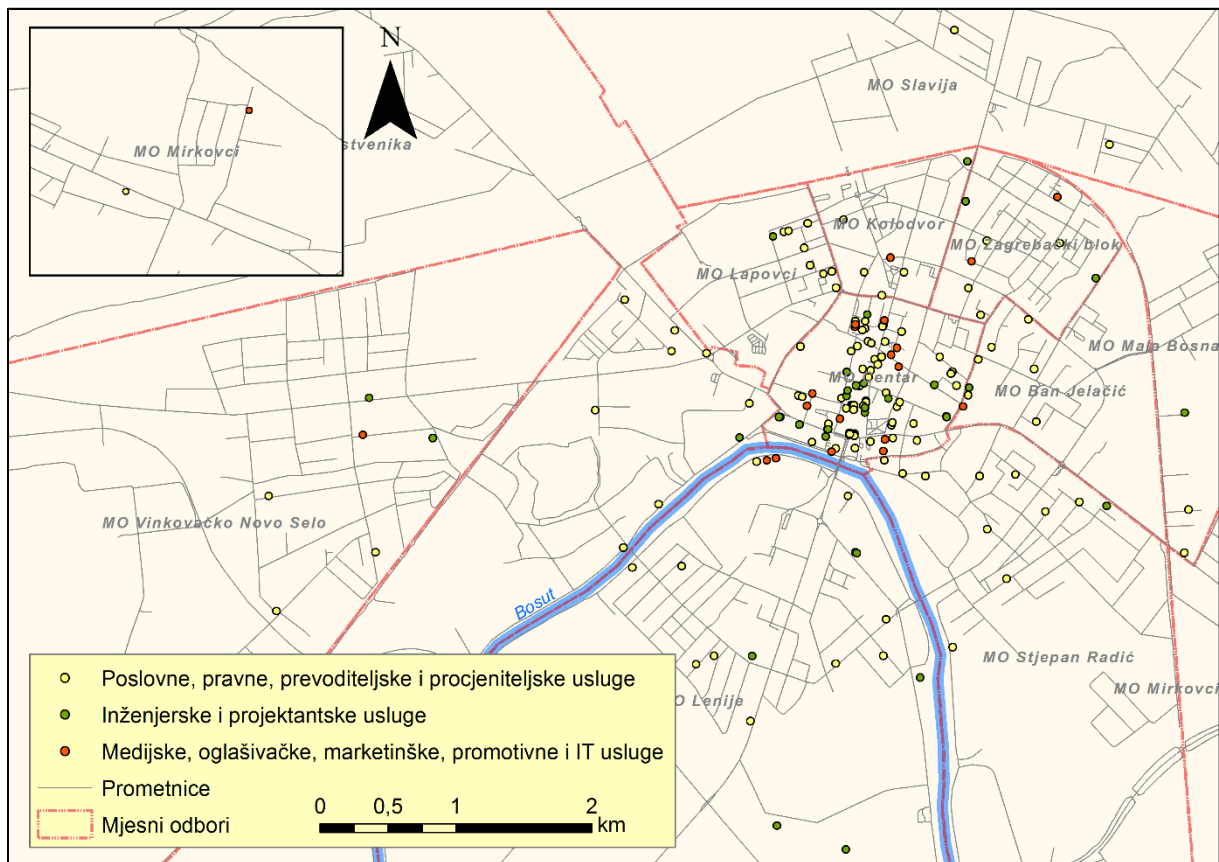 N
MO Slavija
MO Mirkovci
stvenika
MO Kolodvor
MO Zagrebački blok
MO Lapovci
MO Mala Bosna
MO Centar
MO Ban Jelačić
MO Vinkovačko Novo Selo
Bosut
MO Stjepan Radić
MO Mirkovci
O Lenije
Poslovne, pravne, prevoditeljske i procjeniteljske usluge
Inženjerske i projektantske usluge
Medijske, oglašivačke, marketinške, promotivne i IT usluge
Prometnice
Mjesni odbori
0 0,5 1 2
km